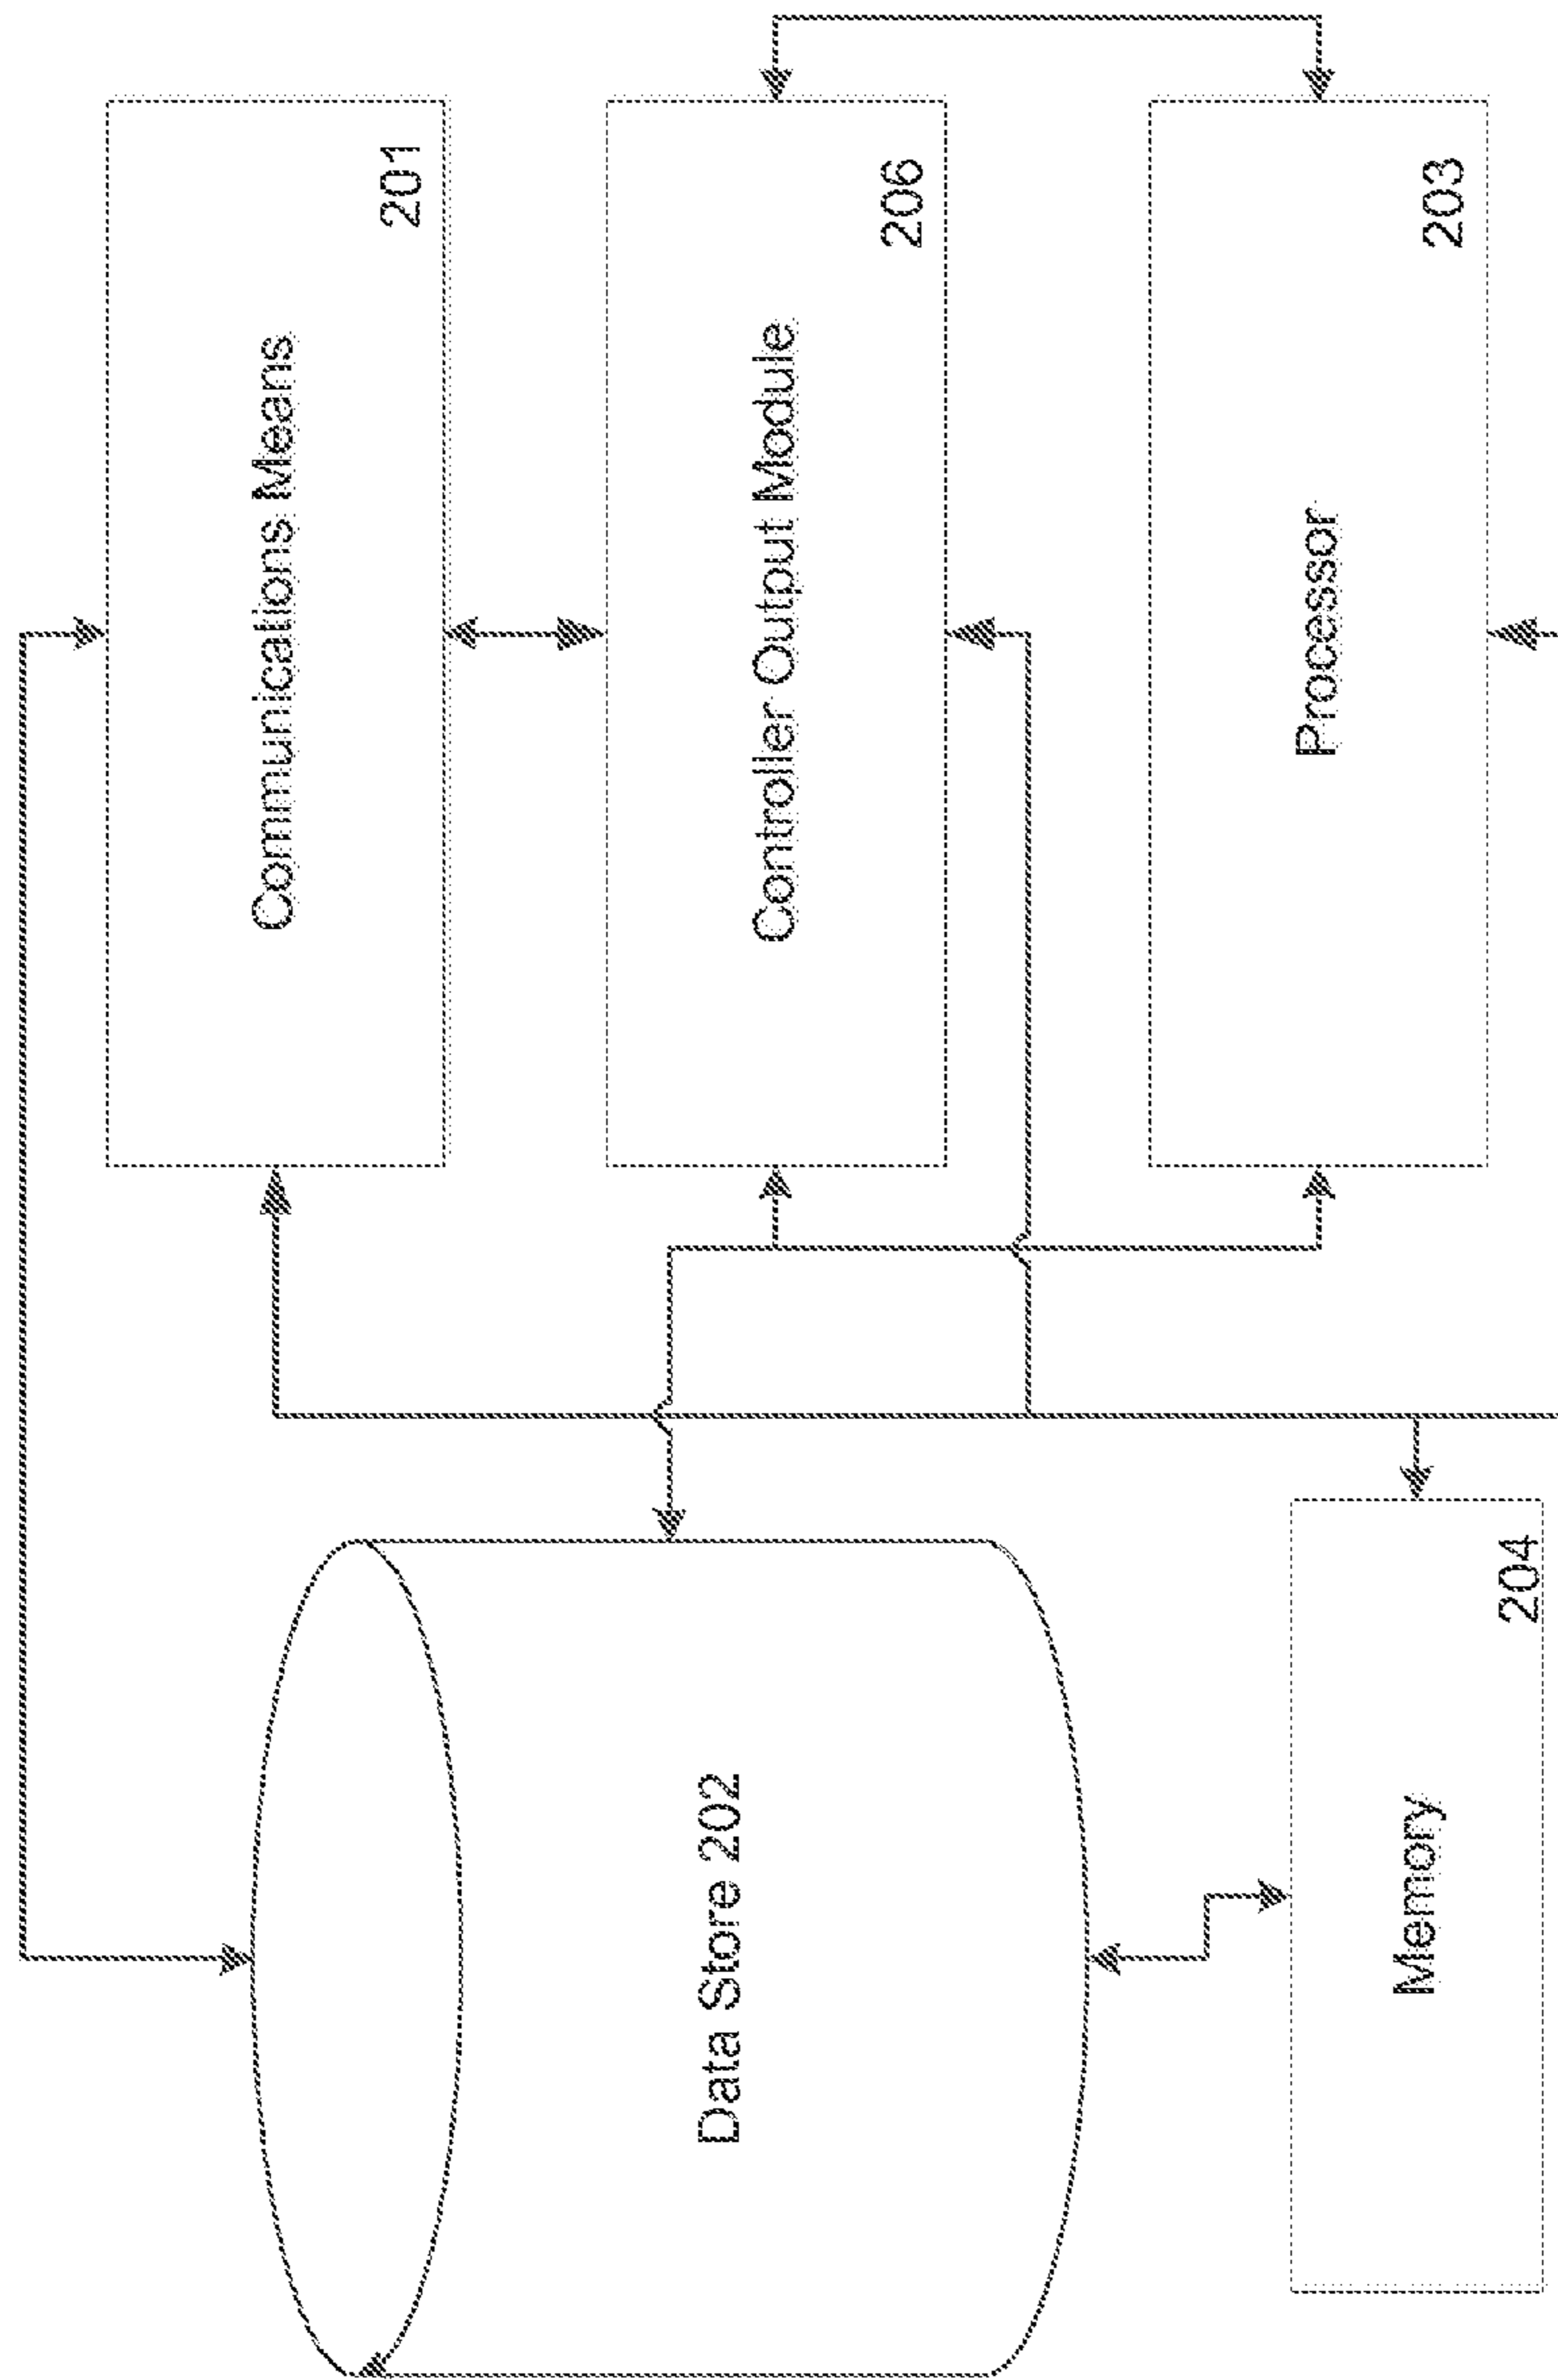 Communications Means
201
Controller Output Module
206
Processor
203
Data Store 202
Memory
204